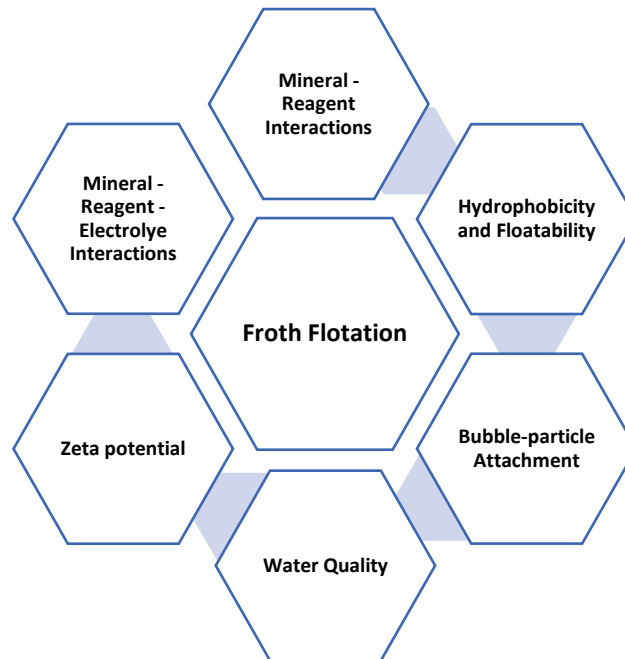 Mineral -
Reagent
Interactions
Hydrophobicity
and Floatability
Bubble-particle
Attachment
Water Quality
Zeta potential
Mineral -
Reagent -
Electrolye
Interactions
Froth Flotation